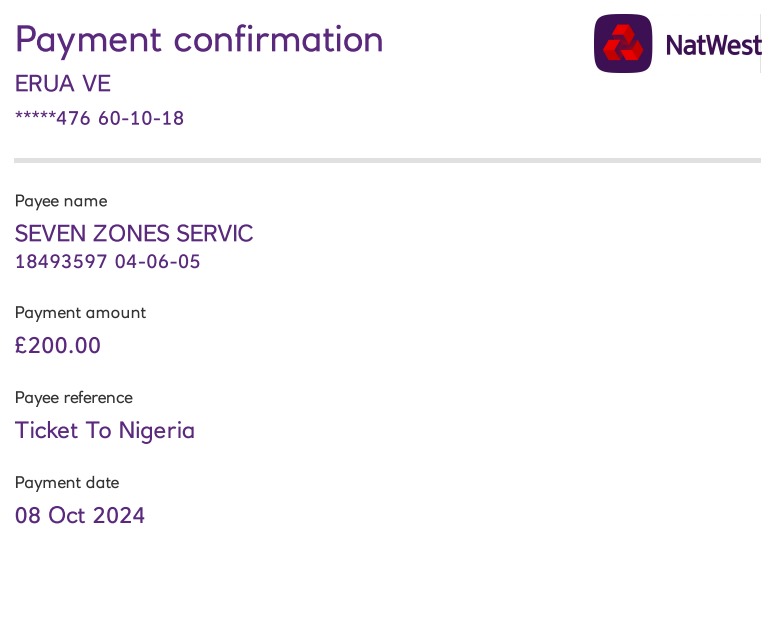 Payment confirmation
NatWest
ERUA VE
*****476 60-10-18
Payee name
SEVEN ZONES SERVIC
18493597 04-06-05
Payment amount
£200.00
Payee reference
Ticket To Nigeria
Payment date
08 Oct 2024